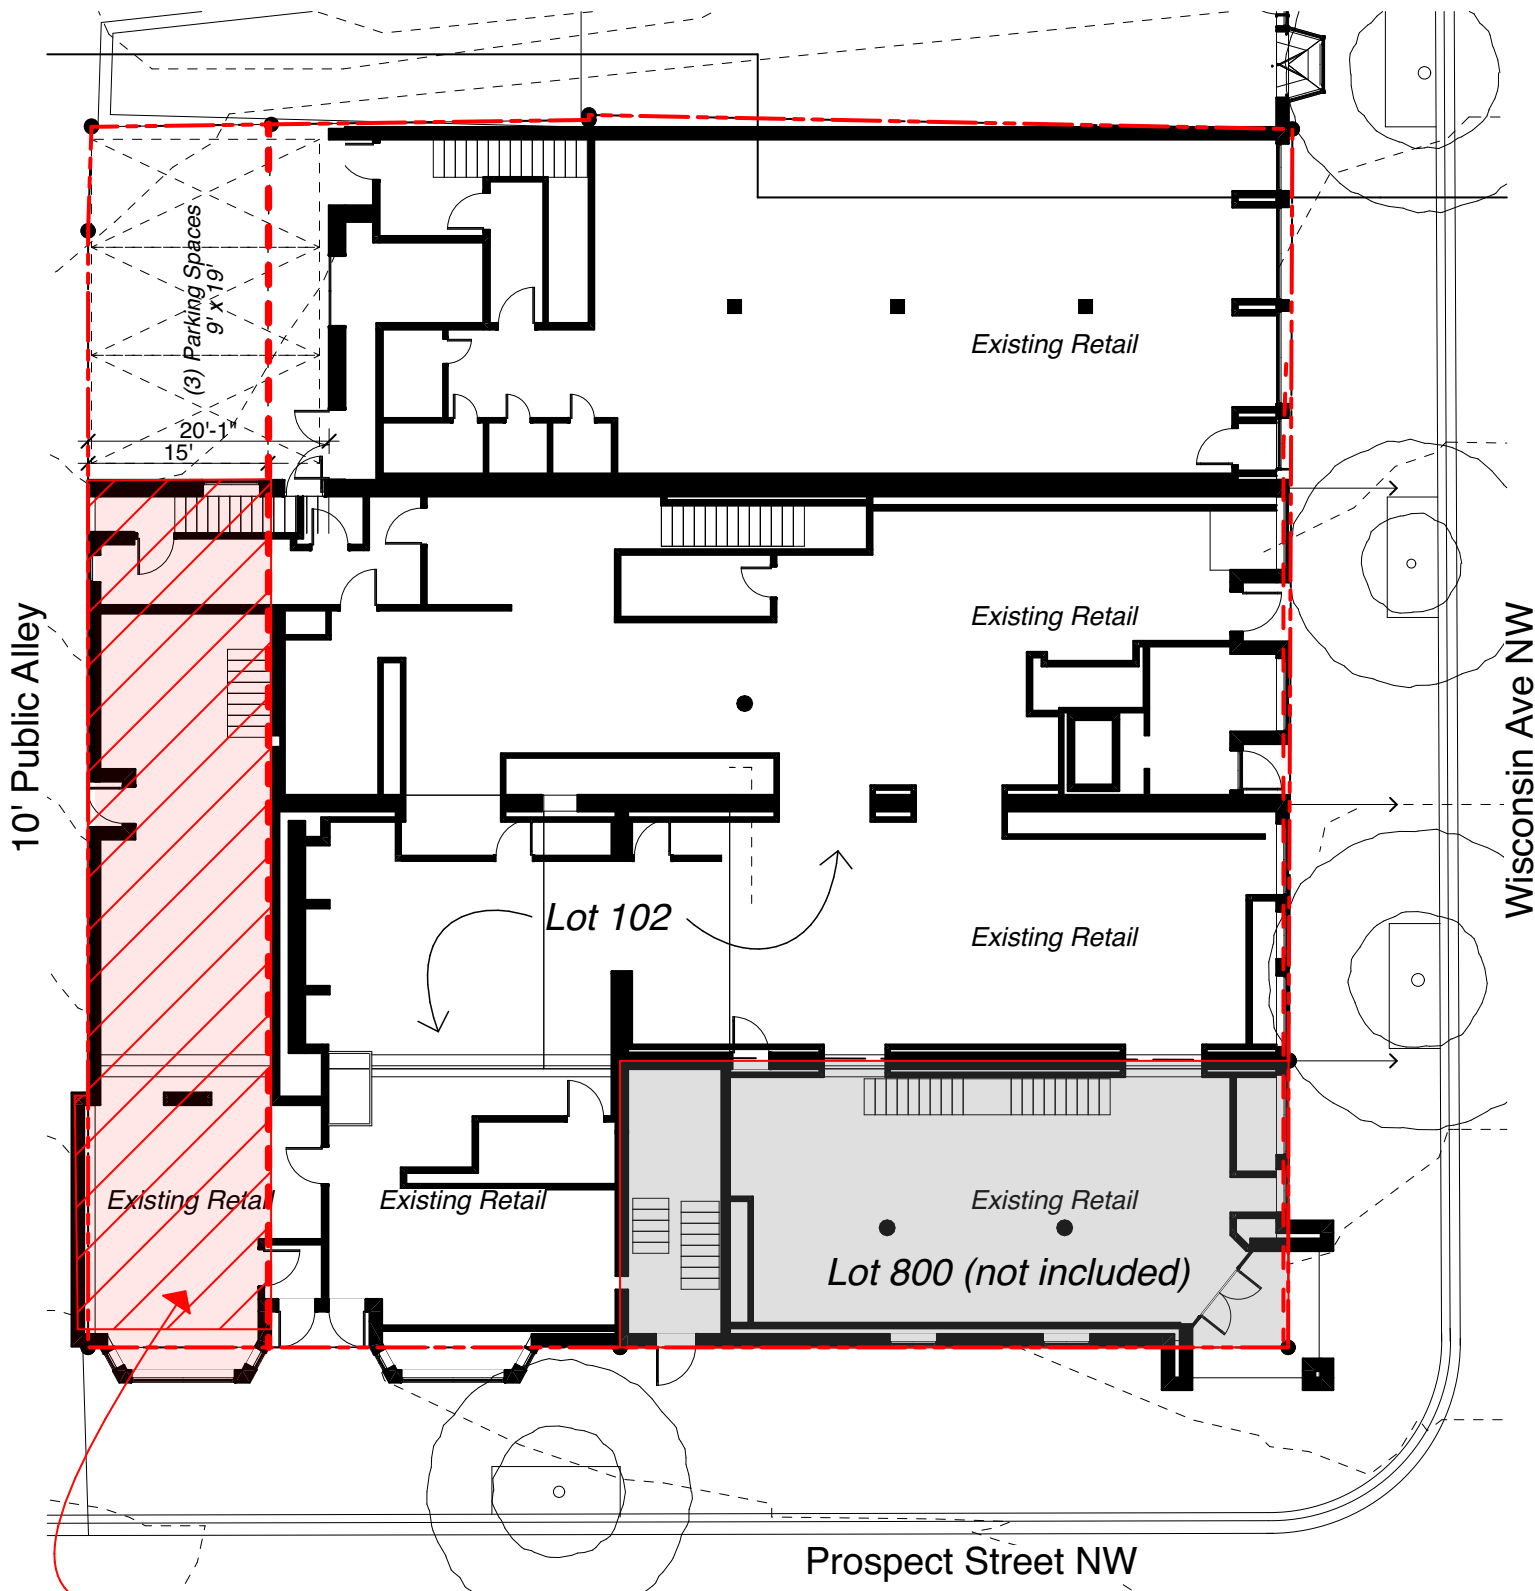 (3) Parking Spaces
9' x 19'
Existing Retail
20'-1"
15'
10' Public Alley
Existing Retail
Wisconsin Ave NW
Lot 102
Existing Retail
Existing Retail
Existing Retail
Existing Retail
Lot 800 (not included)
Prospect Street NW